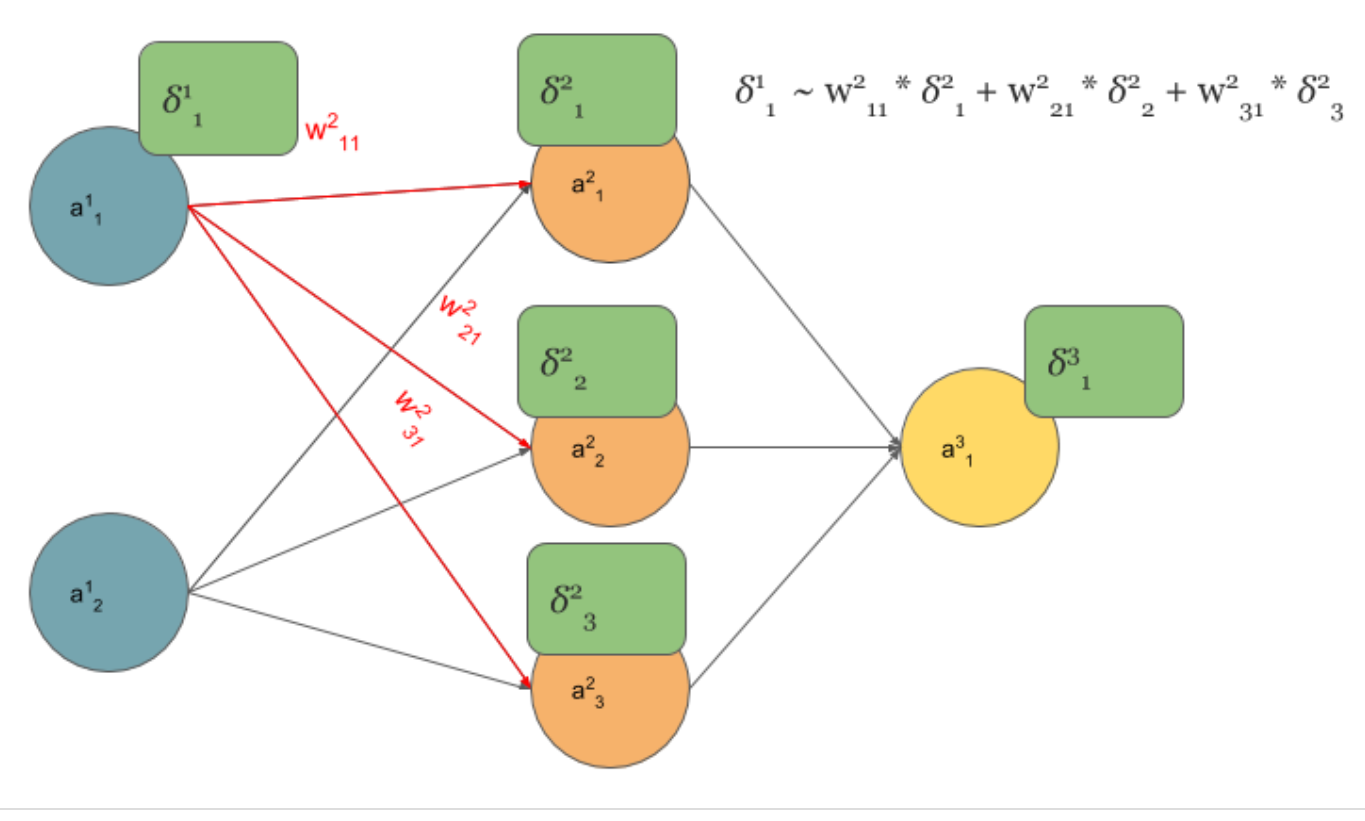 δ¹₁
w²₁₁
δ²₁
δ¹₁ ~ w²₁₁ * δ²₁ + w²₂₁ * δ²₂ + w²₃₁ * δ²₃
a¹₁
a²₁
w²₂₁
δ²₂
δ³₁
w²₃₁
a²₂
a³₁
a¹₂
δ²₃
a²₃